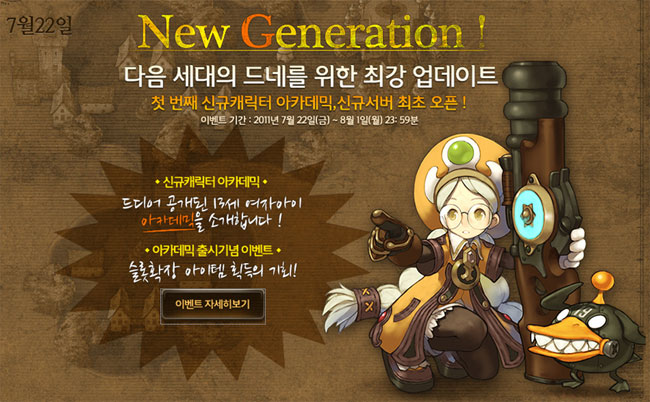 7월22일
New Generation !
다음 세대의 드네를 위한 최강 업데이트
첫 번째 신규캐릭터 아카데믹,신규서버 최초 오픈 !
이벤트 기간 : 2011년 7월 22일(금) ~ 8월 1일(월) 23: 59분
신규캐릭터 아카데믹
드디어 공개된 13세 여자아이
아카데믹을 소개합니다 !
아카데믹 출시기념 이벤트
슬롯확장 아이템 획득의 기회!
이벤트 자세히보기